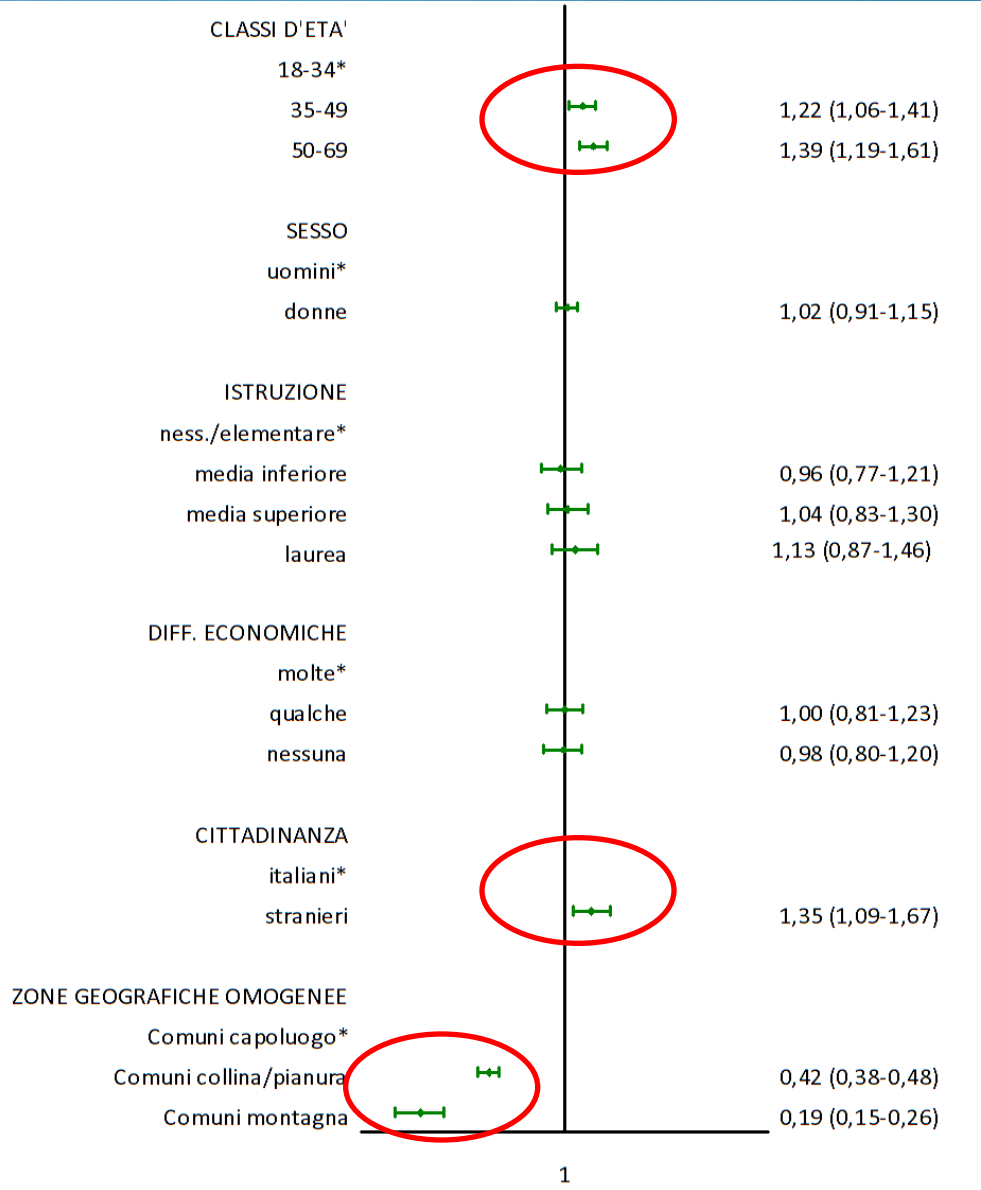 CLASSI D'ETA'
18-34*
35-49 1,22 (1,06-1,41)
50-69 1,39 (1,19-1,61)
SESSO
uomini*
donne 1,02 (0,91-1,15)
ISTRUZIONE
ness./elementare*
media inferiore 0,96 (0,77-1,21)
media superiore 1,04 (0,83-1,30)
laurea 1,13 (0,87-1,46)
DIFF. ECONOMICHE
molte*
qualche 1,00 (0,81-1,23)
nessuna 0,98 (0,80-1,20)
CITTADINANZA
italiani*
stranieri 1,35 (1,09-1,67)
ZONE GEOGRAFICHE OMOGENEE
Comuni capoluogo*
Comuni collina/pianura 0,42 (0,38-0,48)
Comuni montagna 0,19 (0,15-0,26)
1